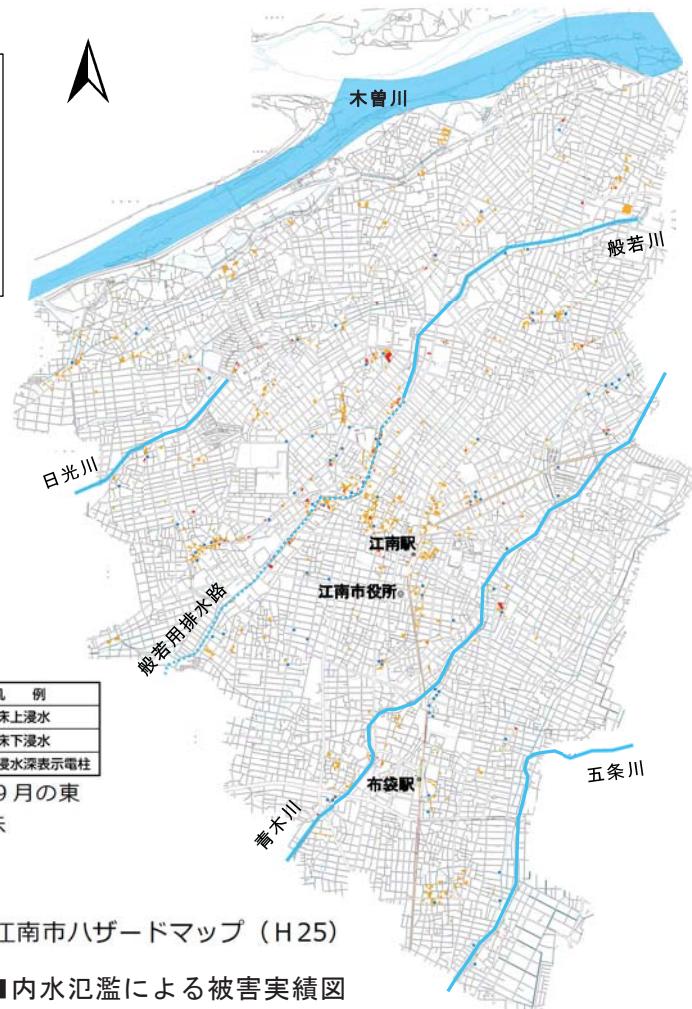 木曽川
般若川
日光川
江南駅
江南市役所
般若用排水路
例
床上浸水
床下浸水
浸水深表示電柱
9月の東
五条川
布袋駅
青木川
江南市ハザードマップ（H25）
■内水氾濫による被害実績図